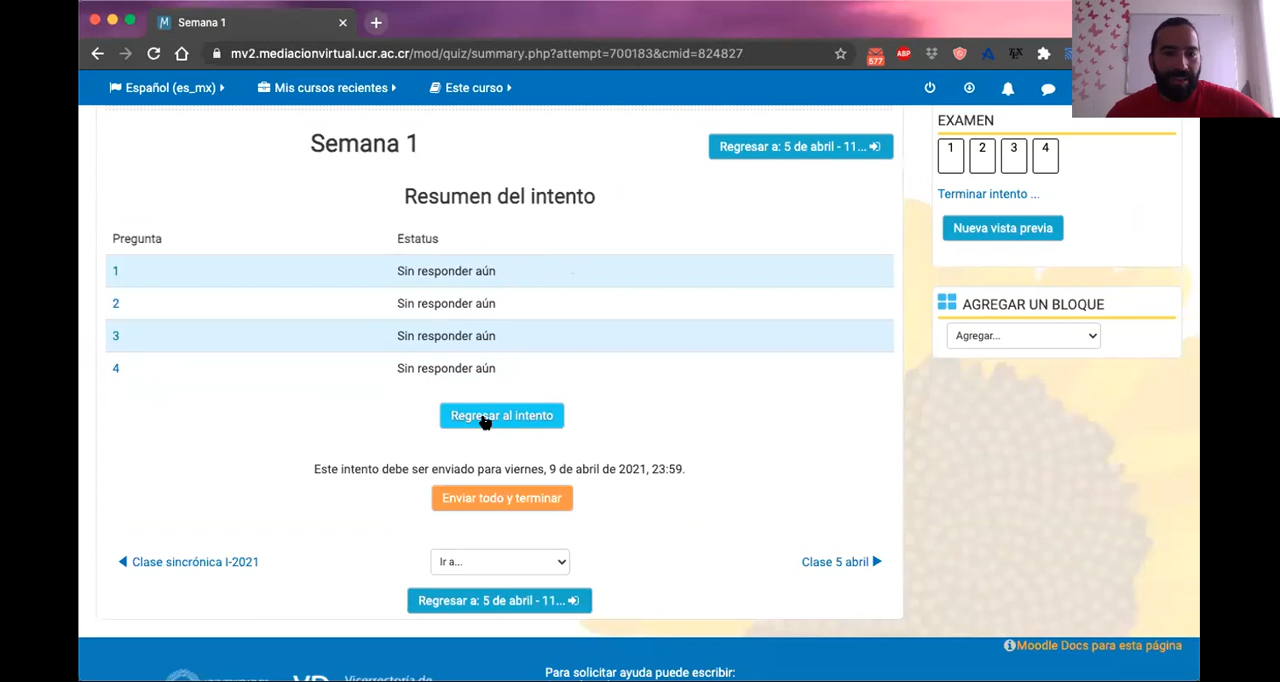 Semana 1
mv2.mediacionvirtual.ucr.ac.cr/mod/quiz/summary.php?attempt=700183&cmid=824827
577
ABP
Español (es_mx)
Mis cursos recientes
Este curso
Semana 1
Regresar a: 5 de abril - 11...
Resumen del intento
Pregunta Estatus
1 Sin responder aún
2 Sin responder aún
3 Sin responder aún
4 Sin responder aún
Regresar al intento
Este intento debe ser enviado para viernes, 9 de abril de 2021, 23:59.
Enviar todo y terminar
Clase sincrónica I-2021
Ir a...
Clase 5 abril
Regresar a: 5 de abril - 11...
EXAMEN
1 2 3 4
Terminar intento ...
Nueva vista previa
AGREGAR UN BLOQUE
Agregar...
Moodle Docs para esta página
Para solicitar ayuda puede escribir:
Vicerrectoría de